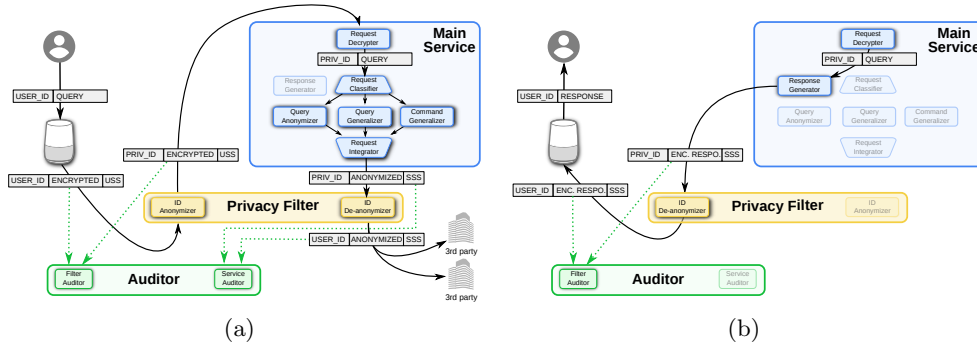 Main
Service
Request
Decrypter
PRIV_ID QUERY
Response
Generator
Request
Classifier
USER_ID QUERY
Query
Anonymizer
Query
Generalizer
Command
Generalizer
Request
Integrator
PRIV_ID ENCRYPTED USS
PRIV_ID ANONYMIZED SSS
USER_ID ENCRYPTED USS
ID
Anonymizer
Privacy Filter
ID
De-anonymizer
USER_ID ANONYMIZED SSS
3rd party
3rd party
Filter
Auditor
Auditor
Service
Auditor
(a)
Main
Service
Request
Decrypter
PRIV_ID QUERY
Response
Generator
Request
Classifier
USER_ID RESPONSE
Query
Anonymizer
Query
Generalizer
Command
Generalizer
Request
Integrator
PRIV_ID ENC. RESPO. SSS
USER_ID ENC. RESPO. SSS
ID
De-anonymizer
Privacy Filter
ID
Anonymizer
Filter
Auditor
Auditor
Service
Auditor
(b)